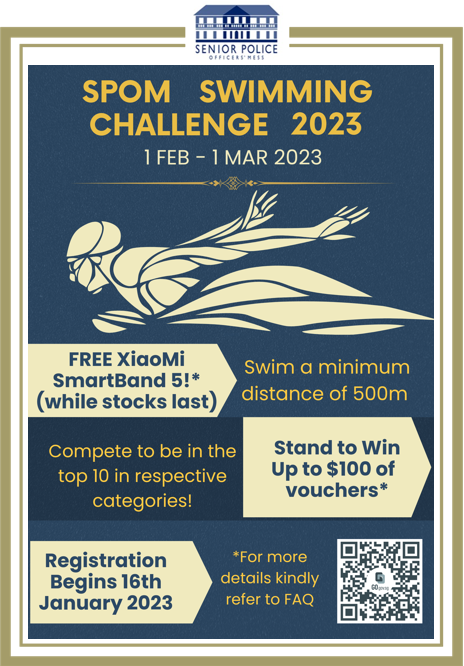 SENIOR POLICE
OFFICERS' MESS
SPOM SWIMMING
CHALLENGE 2023
1 FEB - 1 MAR 2023
FREE XiaoMi
SmartBand 5!*
(while stocks last)
Swim a minimum
distance of 500m
Compete to be in the
top 10 in respective
categories!
Stand to Win
Up to $100 of
vouchers*
Registration
Begins 16th
January 2023
*For more
details kindly
refer to FAQ